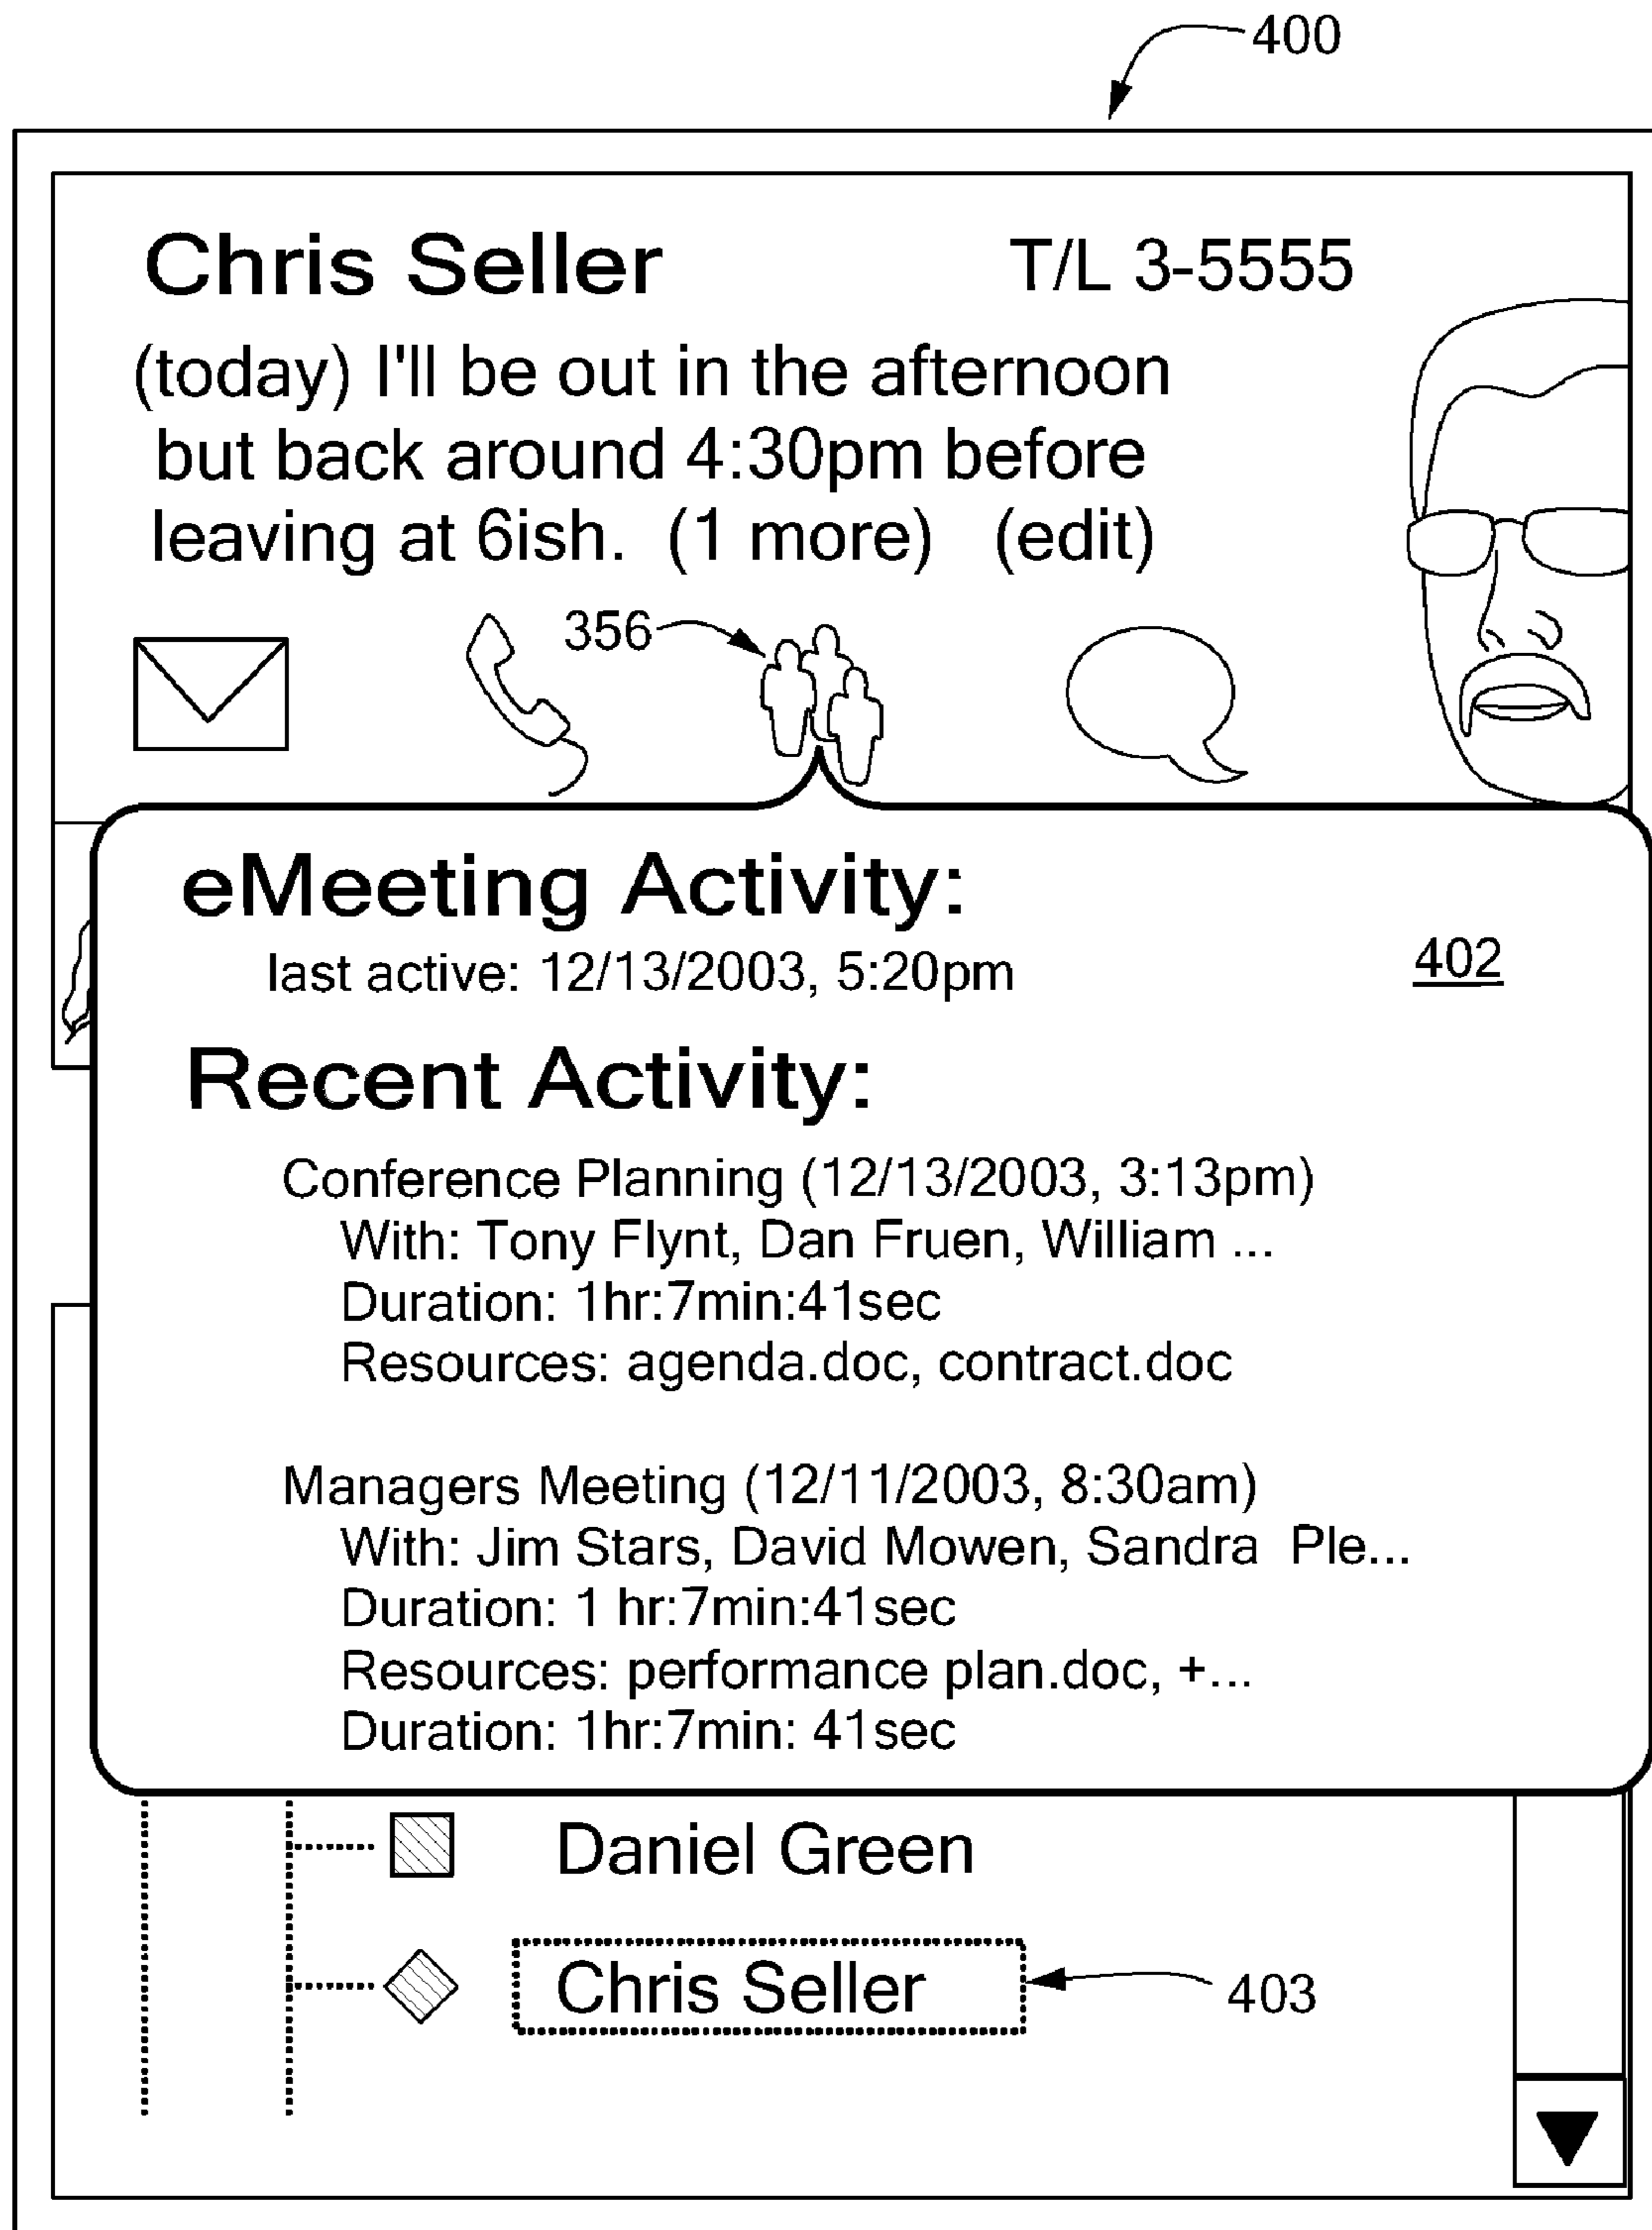 400
Chris Seller T/L 3-5555
(today) I'll be out in the afternoon
but back around 4:30pm before
leaving at 6ish. (1 more) (edit)
356
eMeeting Activity:
last active: 12/13/2003, 5:20pm 402
Recent Activity:
Conference Planning (12/13/2003, 3:13pm)
With: Tony Flynt, Dan Fruen, William ...
Duration: 1hr:7min:41sec
Resources: agenda.doc, contract.doc
Managers Meeting (12/11/2003, 8:30am)
With: Jim Stars, David Mowen, Sandra Ple...
Duration: 1 hr:7min:41sec
Resources: performance plan.doc, +...
Duration: 1hr:7min: 41sec
Daniel Green
Chris Seller 403